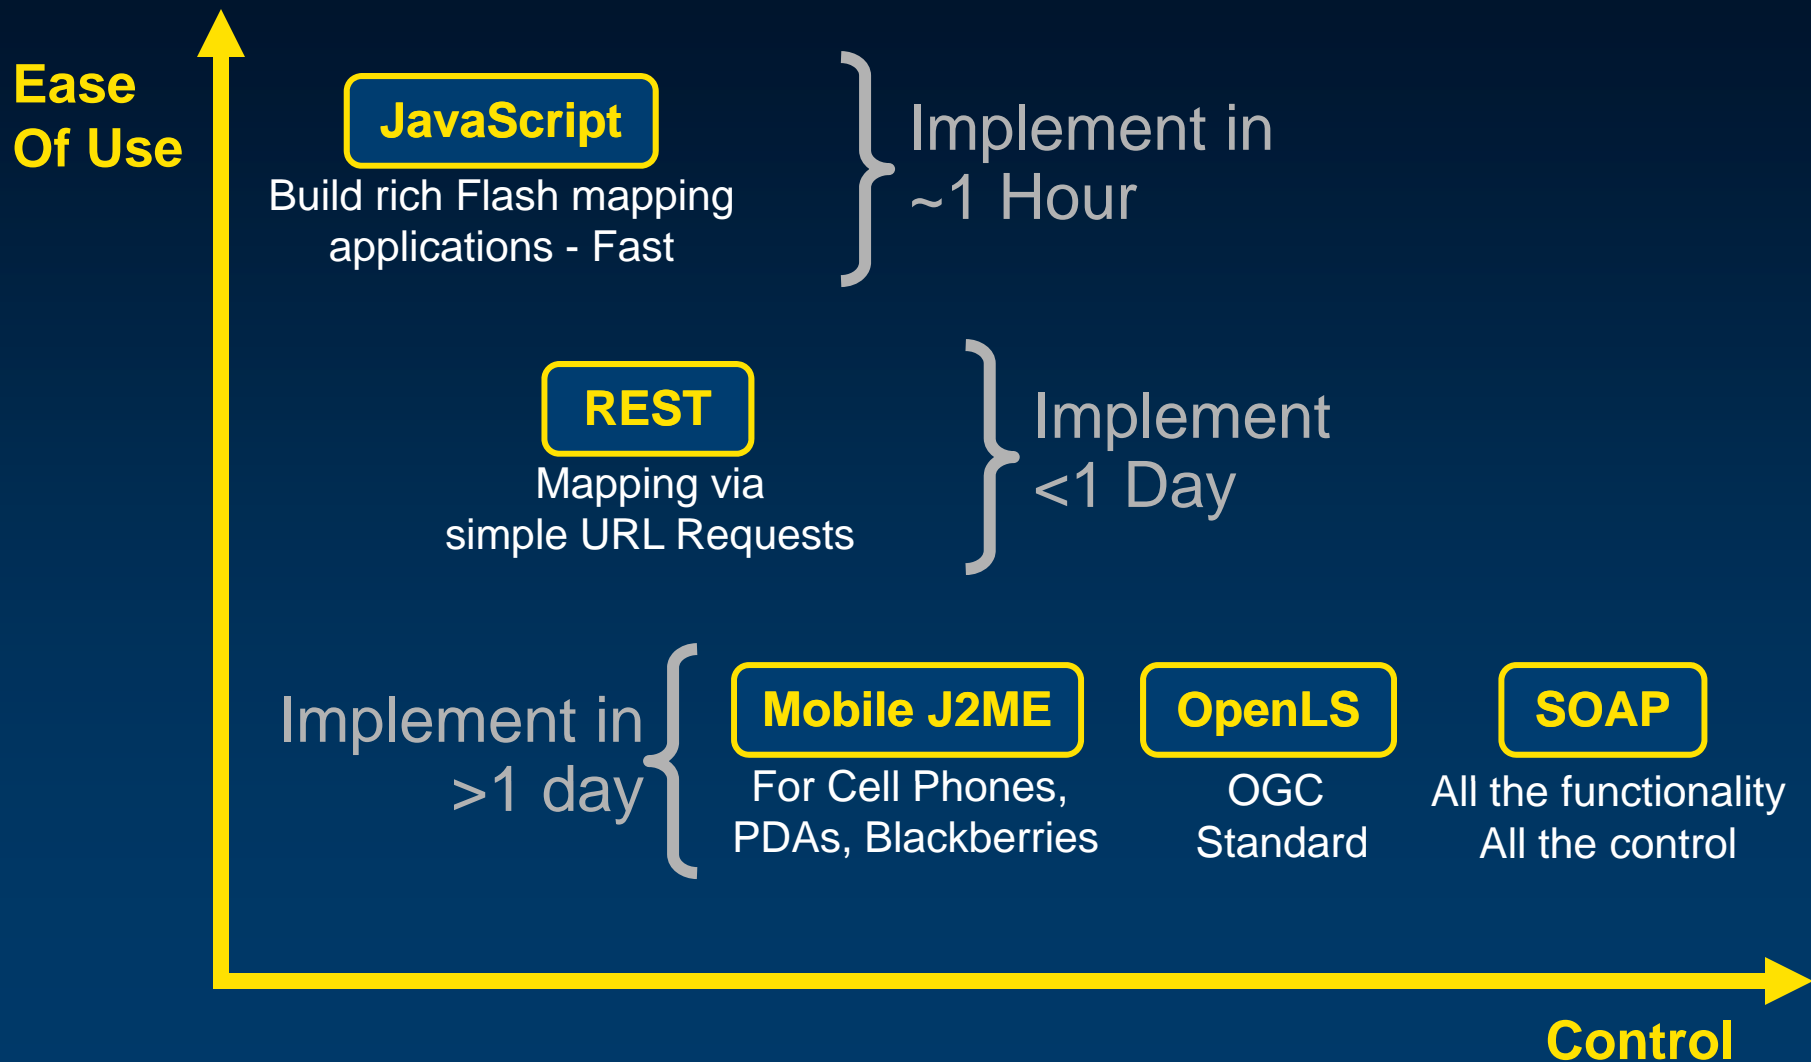 Ease
Of Use
JavaScript
Build rich Flash mapping
applications - Fast
Implement in
~1 Hour
REST
Mapping via
simple URL Requests
Implement
<1 Day
Implement in
>1 day
Mobile J2ME
For Cell Phones,
PDAs, Blackberries
OpenLS
OGC
Standard
SOAP
All the functionality
All the control
Control